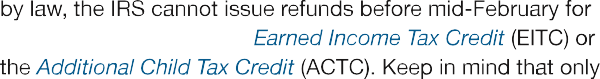 by law, the IRS cannot issue refunds before mid-February for
Earned Income Tax Credit (EITC) or
the Additional Child Tax Credit (ACTC). Keep in mind that only